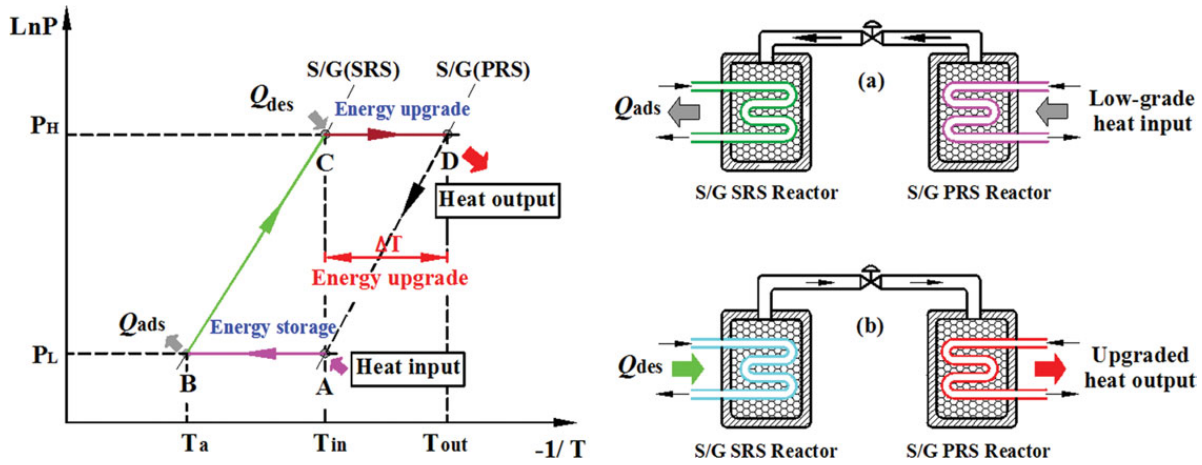 LnP
S/G(SRS) S/G(PRS)
Qdes
Energy upgrade
PH
C
D
Heat output
ΔT
Energy upgrade
Qads
Energy storage
PL
B
A
Heat input
Ta
Tin
Tout
-1/ T
(a)
Qads
Low-grade
heat input
S/G SRS Reactor
S/G PRS Reactor
(b)
Qdes
Upgraded
heat output
S/G SRS Reactor
S/G PRS Reactor